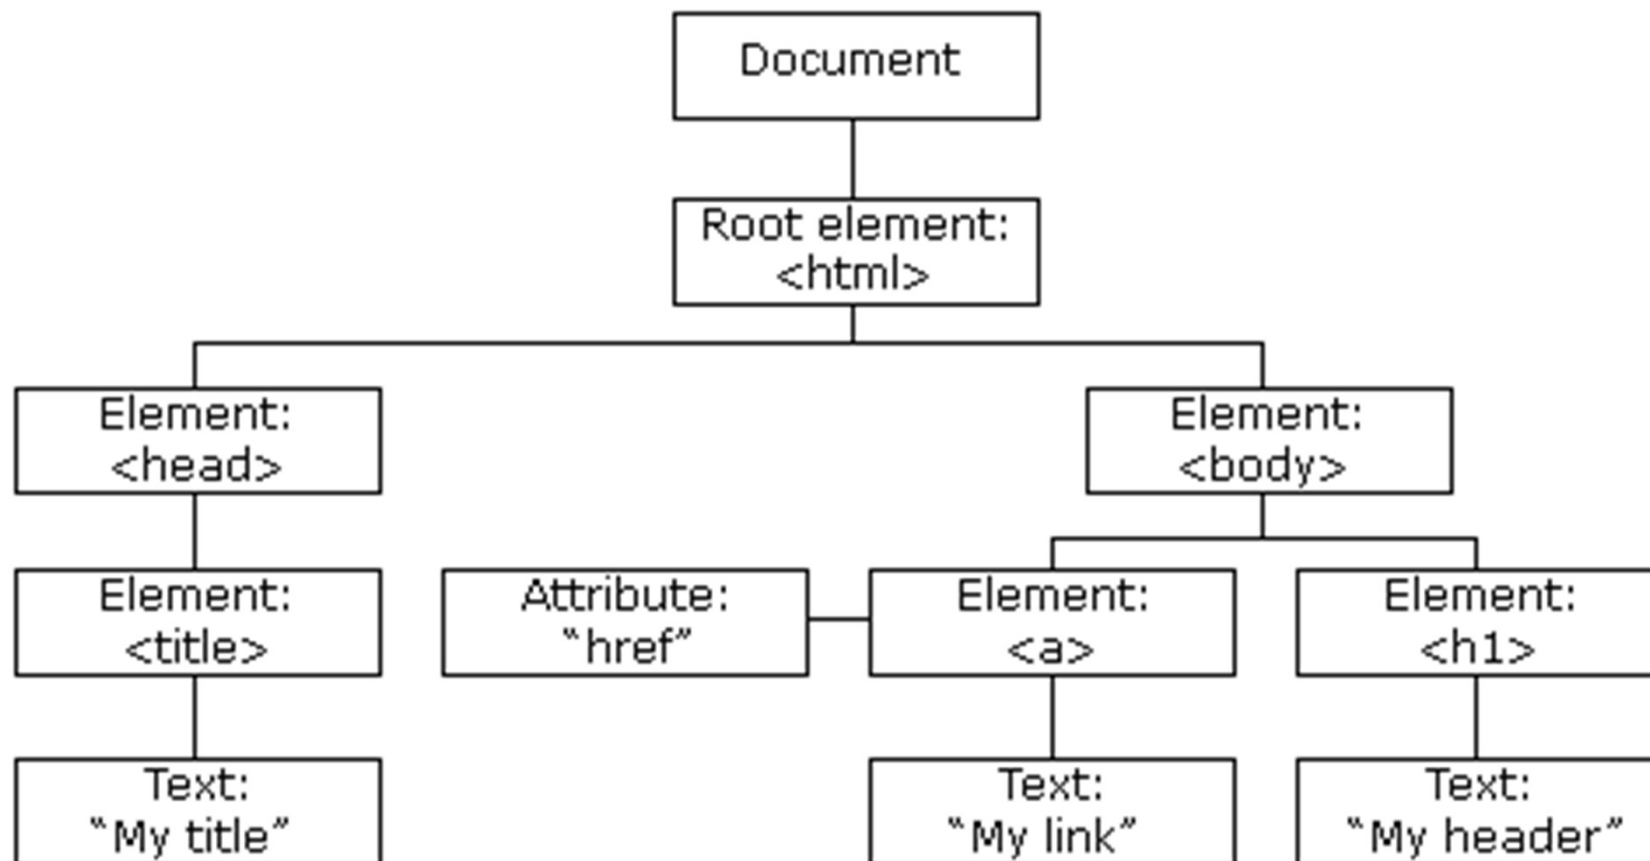 Document
Root element:
<html>
Element:
<head>
Element:
<body>
Element:
<title>
Attribute:
“href”
Element:
<a>
Element:
<h1>
Text:
“My title”
Text:
“My link”
Text:
“My header”